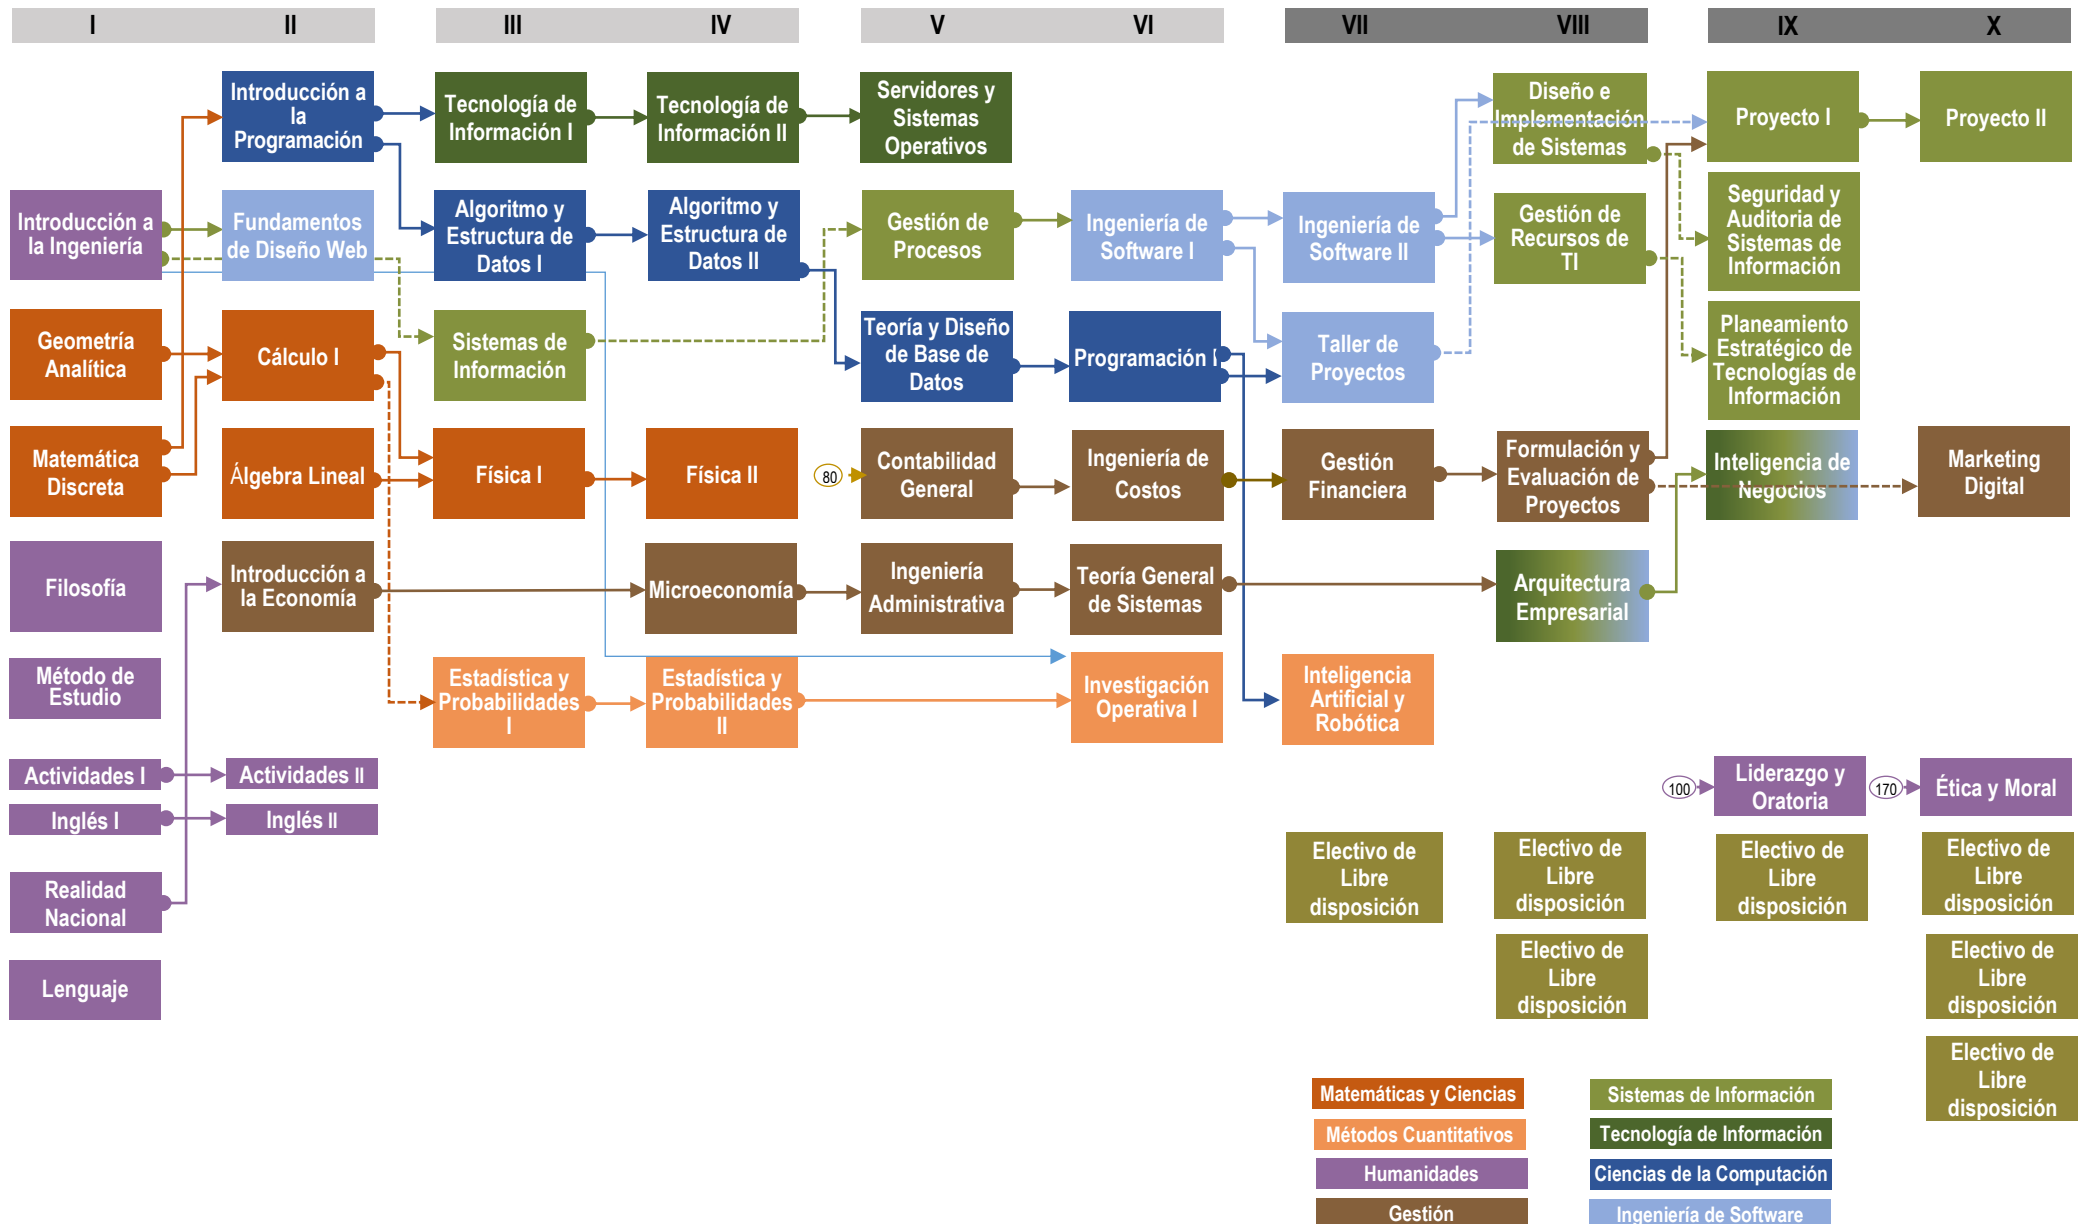 I
II
III
IV
V
VI
VII
VIII
IX
X
Introducción a
la
Programación
Tecnología de
Información I
Tecnología de
Información II
Servidores y
Sistemas
Operativos
Diseño e
Implementación
de Sistemas
Proyecto I
Proyecto II
Introducción a
la Ingeniería
Fundamentos
de Diseño Web
Algoritmo y
Estructura de
Datos I
Algoritmo y
Estructura de
Datos II
Gestión de
Procesos
Ingeniería de
Software I
Ingeniería de
Software II
Gestión de
Recursos de
TI
Seguridad y
Auditoria de
Sistemas de
Información
Geometría
Analítica
Cálculo I
Sistemas de
Información
Teoría y Diseño
de Base de
Datos
Programación I
Taller de
Proyectos
Planeamiento
Estratégico de
Tecnologías de
Información
Matemática
Discreta
Álgebra Lineal
Física I
Física II
80
Contabilidad
General
Ingeniería de
Costos
Gestión
Financiera
Formulación y
Evaluación de
Proyectos
Inteligencia de
Negocios
Marketing
Digital
Filosofía
Introducción a
la Economía
Microeconomía
Ingeniería
Administrativa
Teoría General
de Sistemas
Arquitectura
Empresarial
Método de
Estudio
Estadística y
Probabilidades
I
Estadística y
Probabilidades
II
Investigación
Operativa I
Inteligencia
Artificial y
Robótica
Actividades I
Actividades II
100
Liderazgo y
Oratoria
170
Ética y Moral
Inglés I
Inglés II
Realidad
Nacional
Electivo de
Libre
disposición
Electivo de
Libre
disposición
Electivo de
Libre
disposición
Electivo de
Libre
disposición
Lenguaje
Electivo de
Libre
disposición
Electivo de
Libre
disposición
Electivo de
Libre
disposición
Matemáticas y Ciencias
Sistemas de Información
Métodos Cuantitativos
Tecnología de Información
Humanidades
Ciencias de la Computación
Gestión
Ingeniería de Software